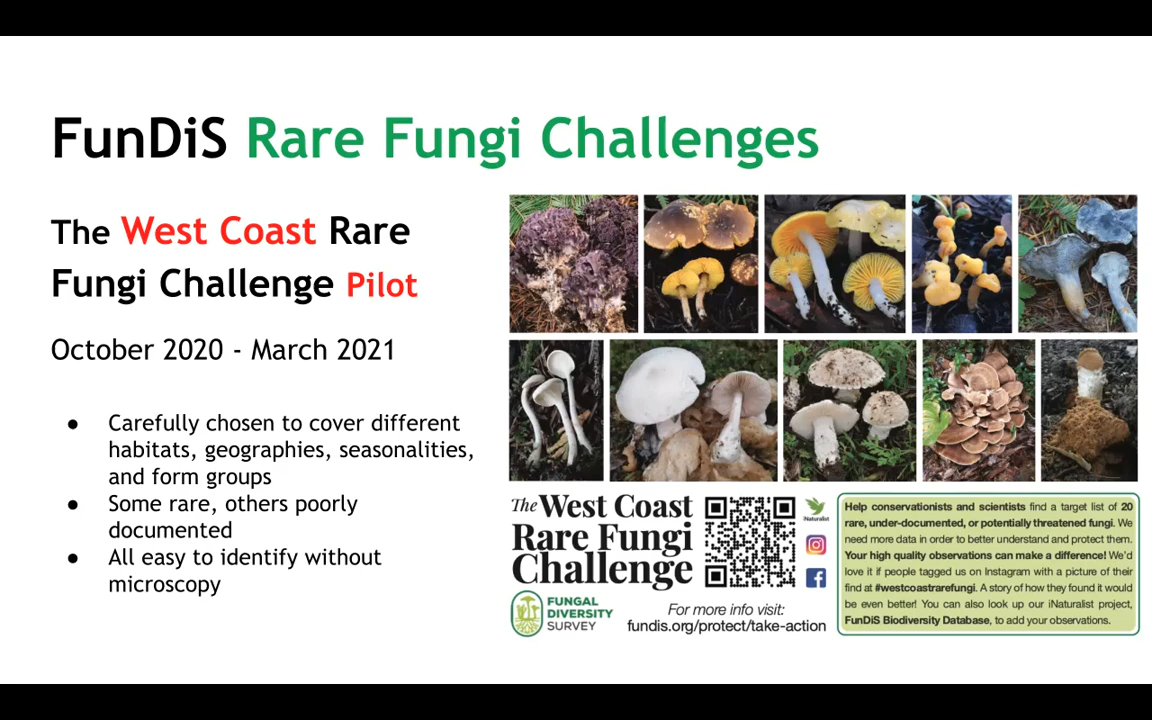 FunDiS Rare Fungi Challenges
The West Coast Rare
Fungi Challenge Pilot
October 2020 - March 2021
● Carefully chosen to cover different
habitats, geographies, seasonalities,
and form groups
● Some rare, others poorly
documented
● All easy to identify without
microscopy
The West Coast
Rare Fungi
Challenge
FUNGAL
DIVERSITY
SURVEY
iNaturalist
For more info visit:
fundis.org/protect/take-action
Help conservationists and scientists find a target list of 20
rare, under-documented, or potentially threatened fungi. We
need more data in order to better understand and protect them.
Your high quality observations can make a difference! We'd
love it if people tagged us on Instagram with a picture of their
find at #westcoastrarefungi. A story of how they found it would
be even better! You can also look up our iNaturalist project,
FunDiS Biodiversity Database, to add your observations.